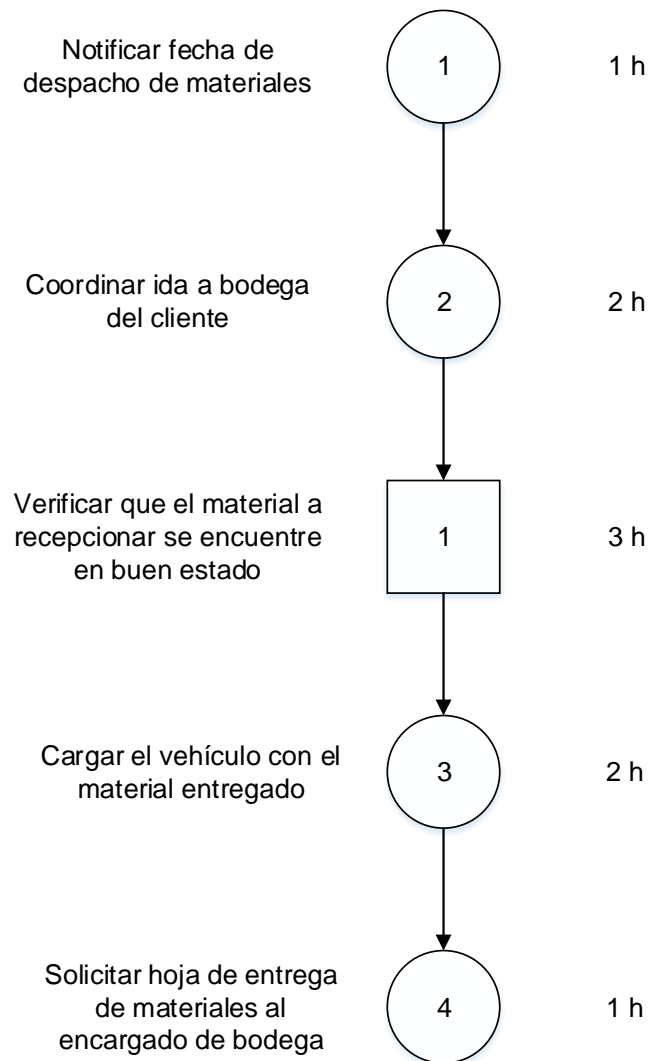 Notificar fecha de
despacho de materiales
1
1 h
Coordinar ida a bodega
del cliente
2
2 h
Verificar que el material a
recepcionar se encuentre
en buen estado
1
3 h
Cargar el vehículo con el
material entregado
3
2 h
Solicitar hoja de entrega
de materiales al
encargado de bodega
4
1 h